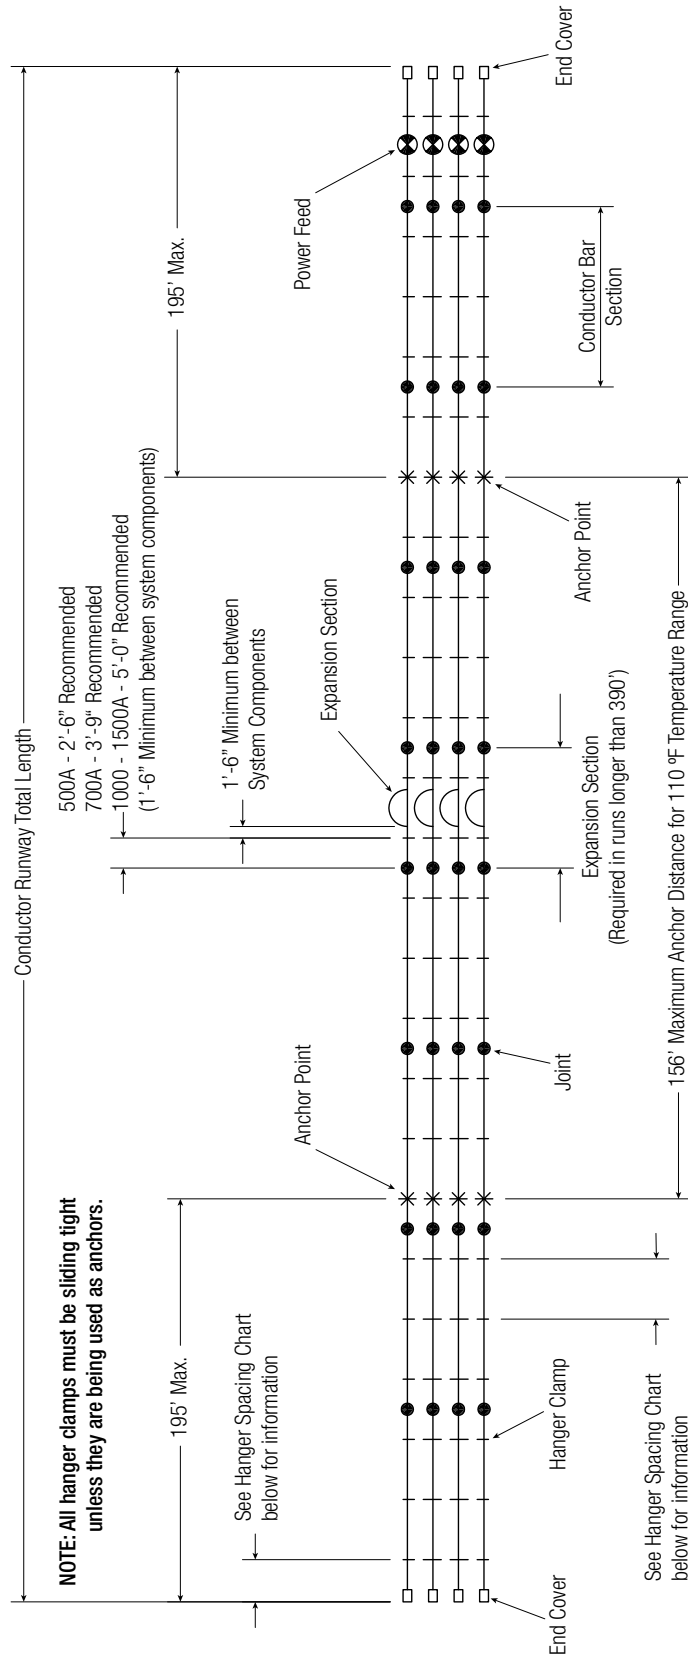 Conductor Runway Total Length
NOTE: All hanger clamps must be sliding tight
unless they are being used as anchors.
500A - 2'-6" Recommended
700A - 3'-9" Recommended
1000 - 1500A - 5'-0" Recommended
(1'-6" Minimum between system components)
195' Max.
195' Max.
See Hanger Spacing Chart
below for information
1'-6" Minimum between
System Components
Anchor Point
Expansion Section
Power Feed
End Cover
Hanger Clamp
Joint
Expansion Section
(Required in runs longer than 390')
Anchor Point
Conductor Bar
Section
End Cover
See Hanger Spacing Chart
below for information
156' Maximum Anchor Distance for 110 ºF Temperature Range